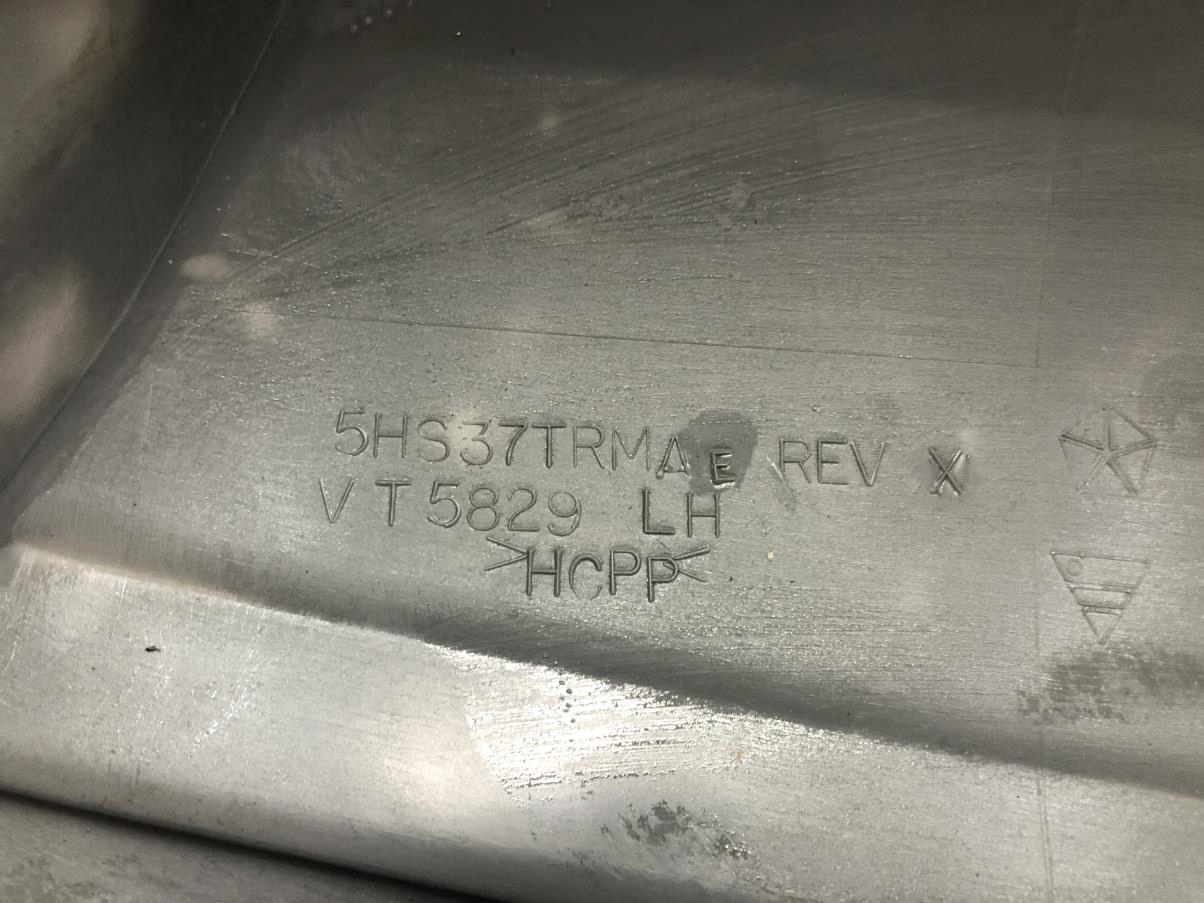 5HS37TRMAE REV X
VT5829 LH
>HCPP<